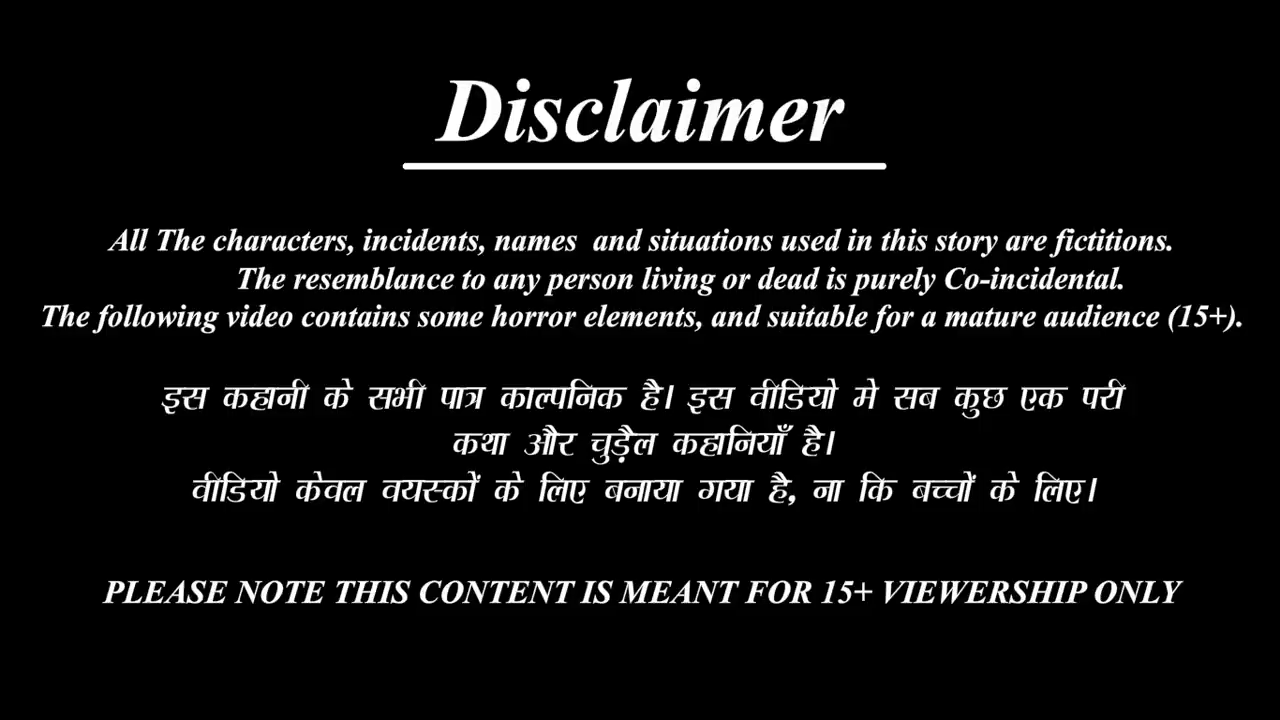 Disclaimer
All The characters, incidents, names and situations used in this story are fictitions.
The resemblance to any person living or dead is purely Co-incidental.
The following video contains some horror elements, and suitable for a mature audience (15+).
इस कहानी के सभी पात्र काल्पनिक है। इस वीडियो मे सब कुछ एक परी
कथा और चुड़ैल कहानियाँ है।
वीडियो केवल वयस्कों के लिए बनाया गया है, ना कि बच्चों के लिए।
PLEASE NOTE THIS CONTENT IS MEANT FOR 15+ VIEWERSHIP ONLY